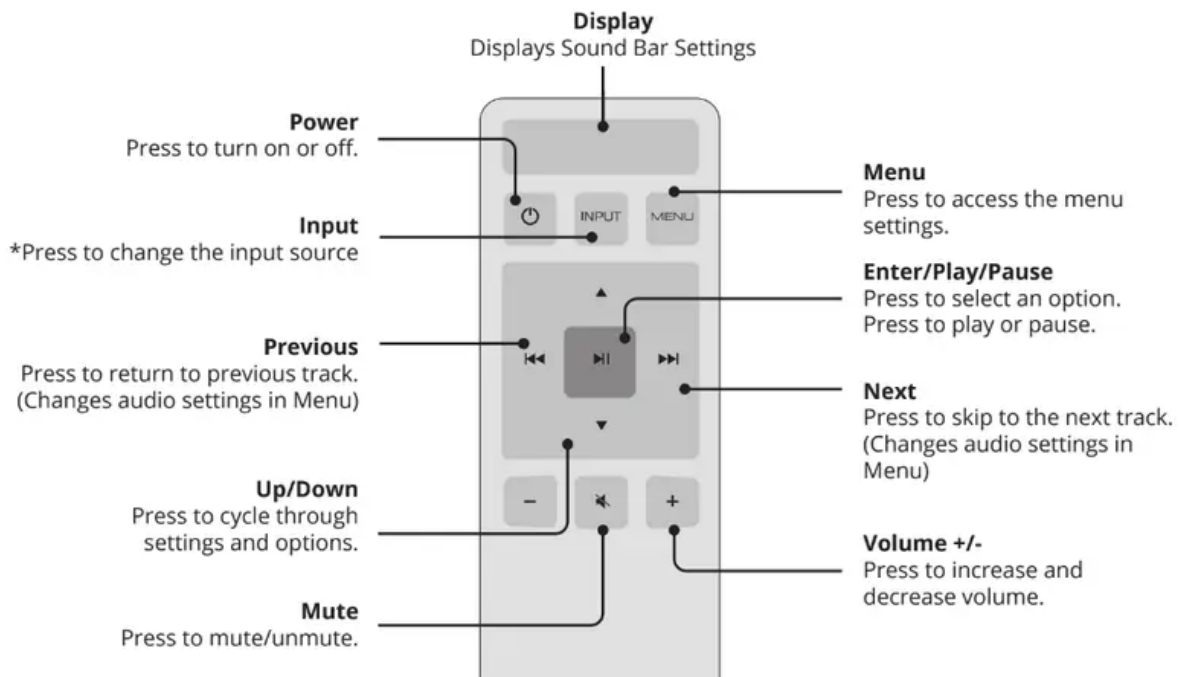 Display
Displays Sound Bar Settings
Power
Press to turn on or off.
Input
*Press to change the input source
Previous
Press to return to previous track.
(Changes audio settings in Menu)
Up/Down
Press to cycle through
settings and options.
Mute
Press to mute/unmute.
INPUT
MENU
Menu
Press to access the menu
settings.
Enter/Play/Pause
Press to select an option.
Press to play or pause.
Next
Press to skip to the next track.
(Changes audio settings in
Menu)
Volume +/-
Press to increase and
decrease volume.